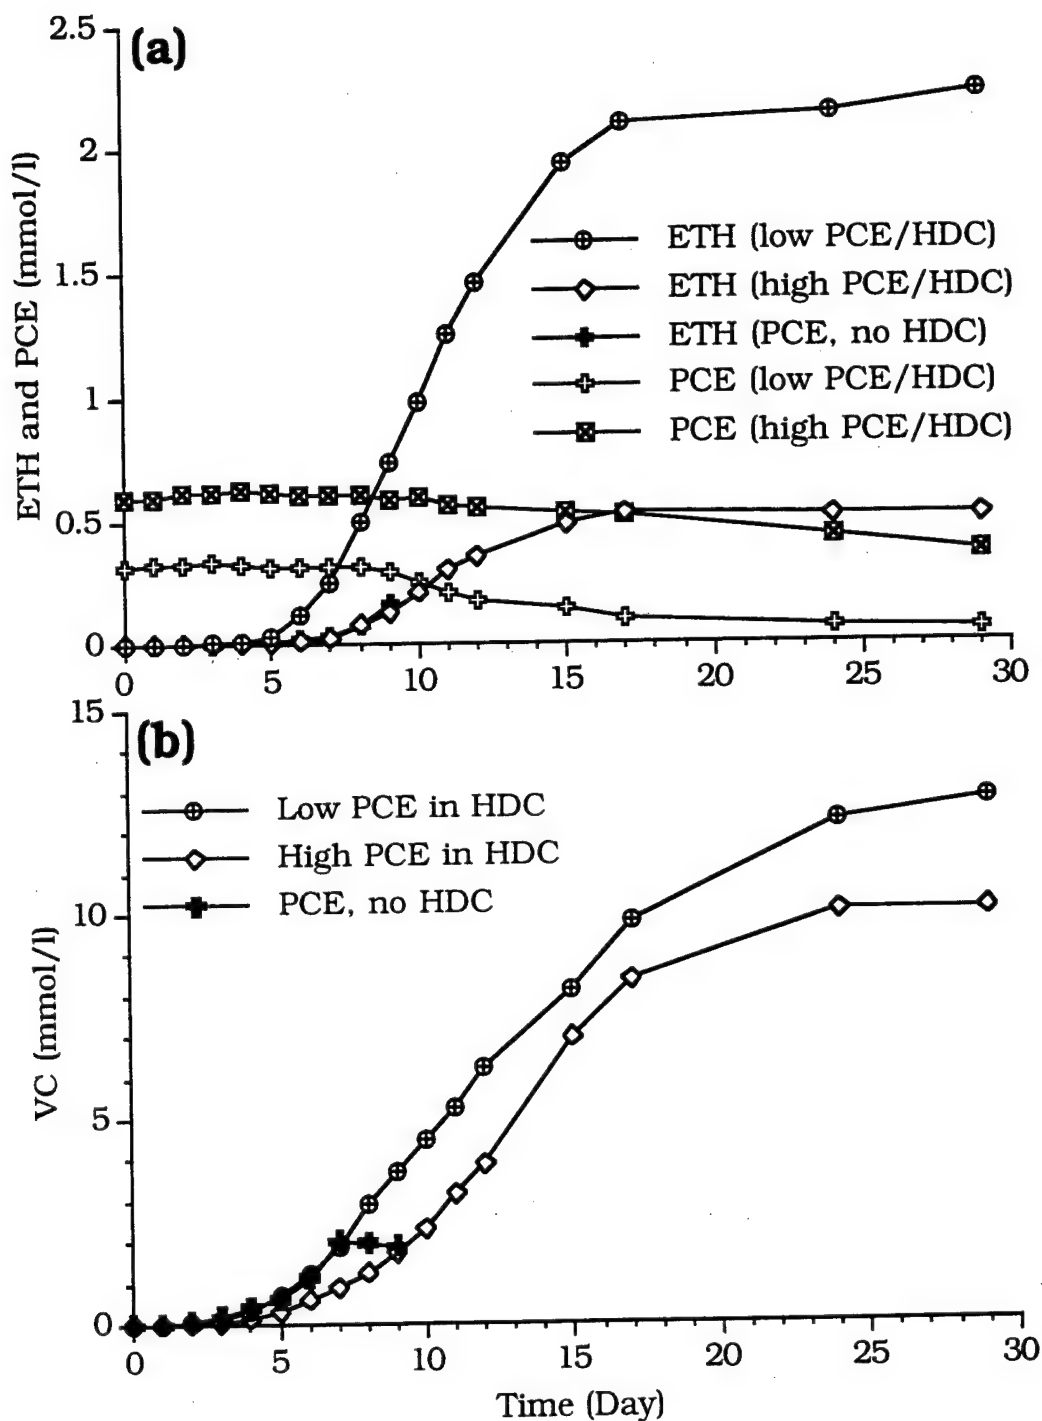 (a)
2.5
2
1.5
1
0.5
0
ETH and PCE (mmol/l)
ETH (low PCE/HDC)
ETH (high PCE/HDC)
ETH (PCE, no HDC)
PCE (low PCE/HDC)
PCE (high PCE/HDC)
0 5 10 15 20 25 30
(b)
15
10
5
0
VC (mmol/l)
Low PCE in HDC
High PCE in HDC
PCE, no HDC
0 5 10 15 20 25 30
Time (Day)